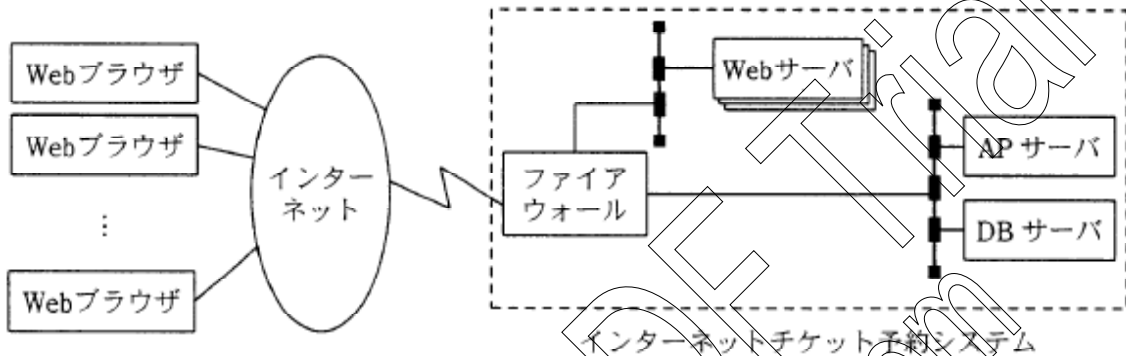 Webブラウザ
Webブラウザ
⋮
Webブラウザ
インター
ネット
ファイア
ウォール
Webサーバ
APサーバ
DBサーバ
インターネットチケット予約システム
Trial
PDF